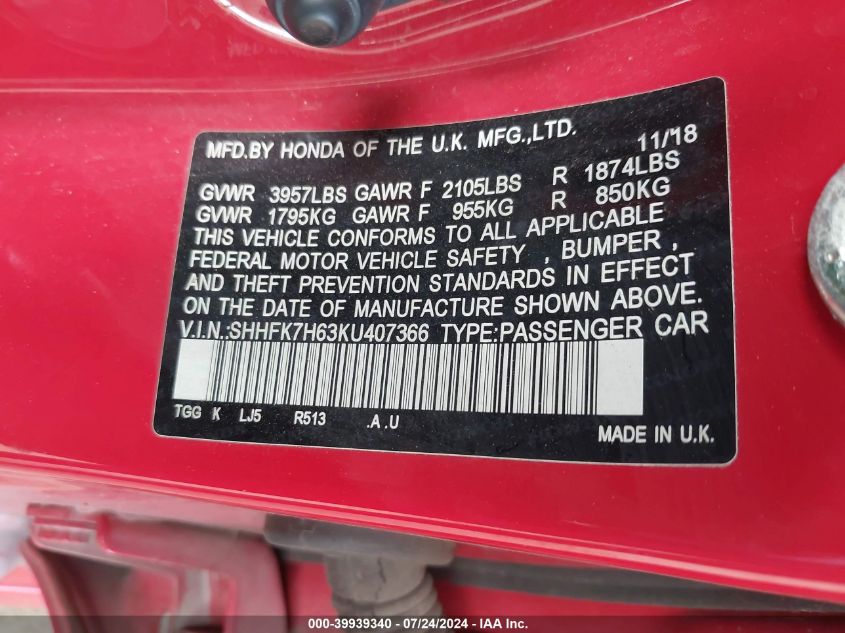 MFD.BY HONDA OF THE U.K. MFG.,LTD. 11/18
GVWR 3957LBS GAWR F 2105LBS R 1874LBS
GVWR 1795KG GAWR F 955KG R 850KG
THIS VEHICLE CONFORMS TO ALL APPLICABLE
FEDERAL MOTOR VEHICLE SAFETY , BUMPER ,
AND THEFT PREVENTION STANDARDS IN EFFECT
ON THE DATE OF MANUFACTURE SHOWN ABOVE.
V.I.N.:SHHFK7H63KU407366 TYPE:PASSENGER CAR
TGG K LJ5 R513 .A .U
MADE IN U.K.
000-39939340 / 07/24/2024 - IAA Inc.